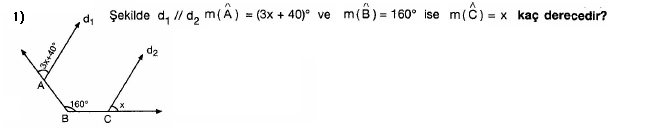 1) Şekilde d₁ // d₂ m(Â) = (3x + 40)° ve m(B̂) = 160° ise m(Ĉ) = x kaç derecedir?
d₁
3x+40°
d₂
A
160°
x
B
C